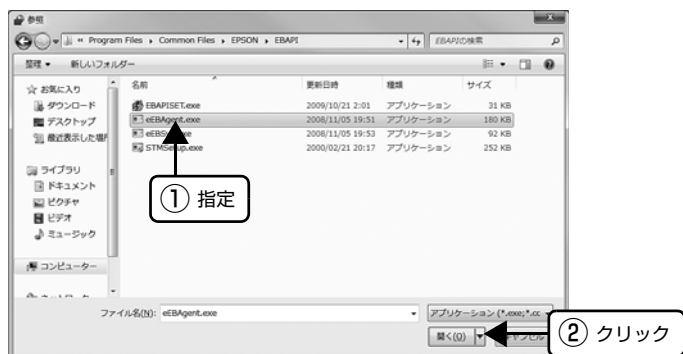 参照
« Program Files ▸ Common Files ▸ EPSON ▸ EBAPI
EBAPIの検索
整理 ▼ 新しいフォルダー
お気に入り
ダウンロード
デスクトップ
最近表示した場所
ライブラリ
ドキュメント
ピクチャ
ビデオ
ミュージック
コンピューター
名前 更新日時 種類 サイズ
EBAPISET.exe 2009/10/21 2:01 アプリケーション 31 KB
eEBAgent.exe 2008/11/05 19:51 アプリケーション 180 KB
2008/11/05 19:53 アプリケーション 92 KB
STMSetup.exe 2000/02/21 20:17 アプリケーション 252 KB
① 指定
ファイル名(N): eEBAgent.exe
アプリケーション (*.exe;*.cc
開く(O)
② クリック